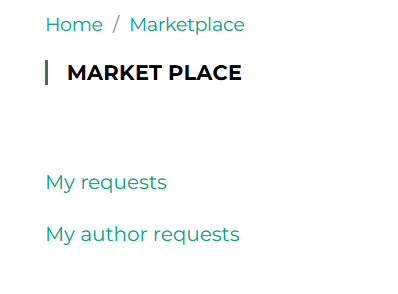 Home / Marketplace
MARKET PLACE
My requests
My author requests